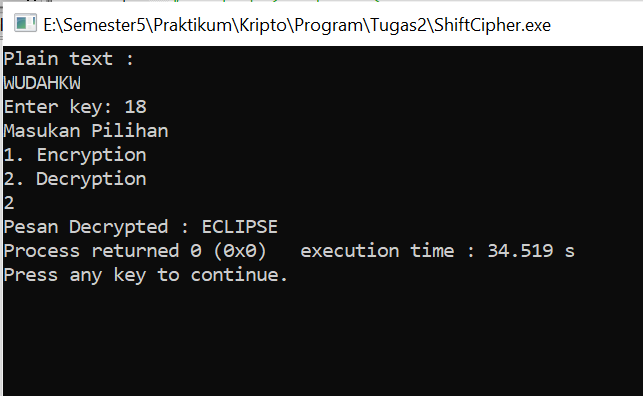 E:\Semester5\Praktikum\Kripto\Program\Tugas2\ShiftCipher.exe
Plain text :
WUDAHKW
Enter key: 18
Masukan Pilihan
1. Encryption
2. Decryption
2
Pesan Decrypted : ECLIPSE
Process returned 0 (0x0)   execution time : 34.519 s
Press any key to continue.